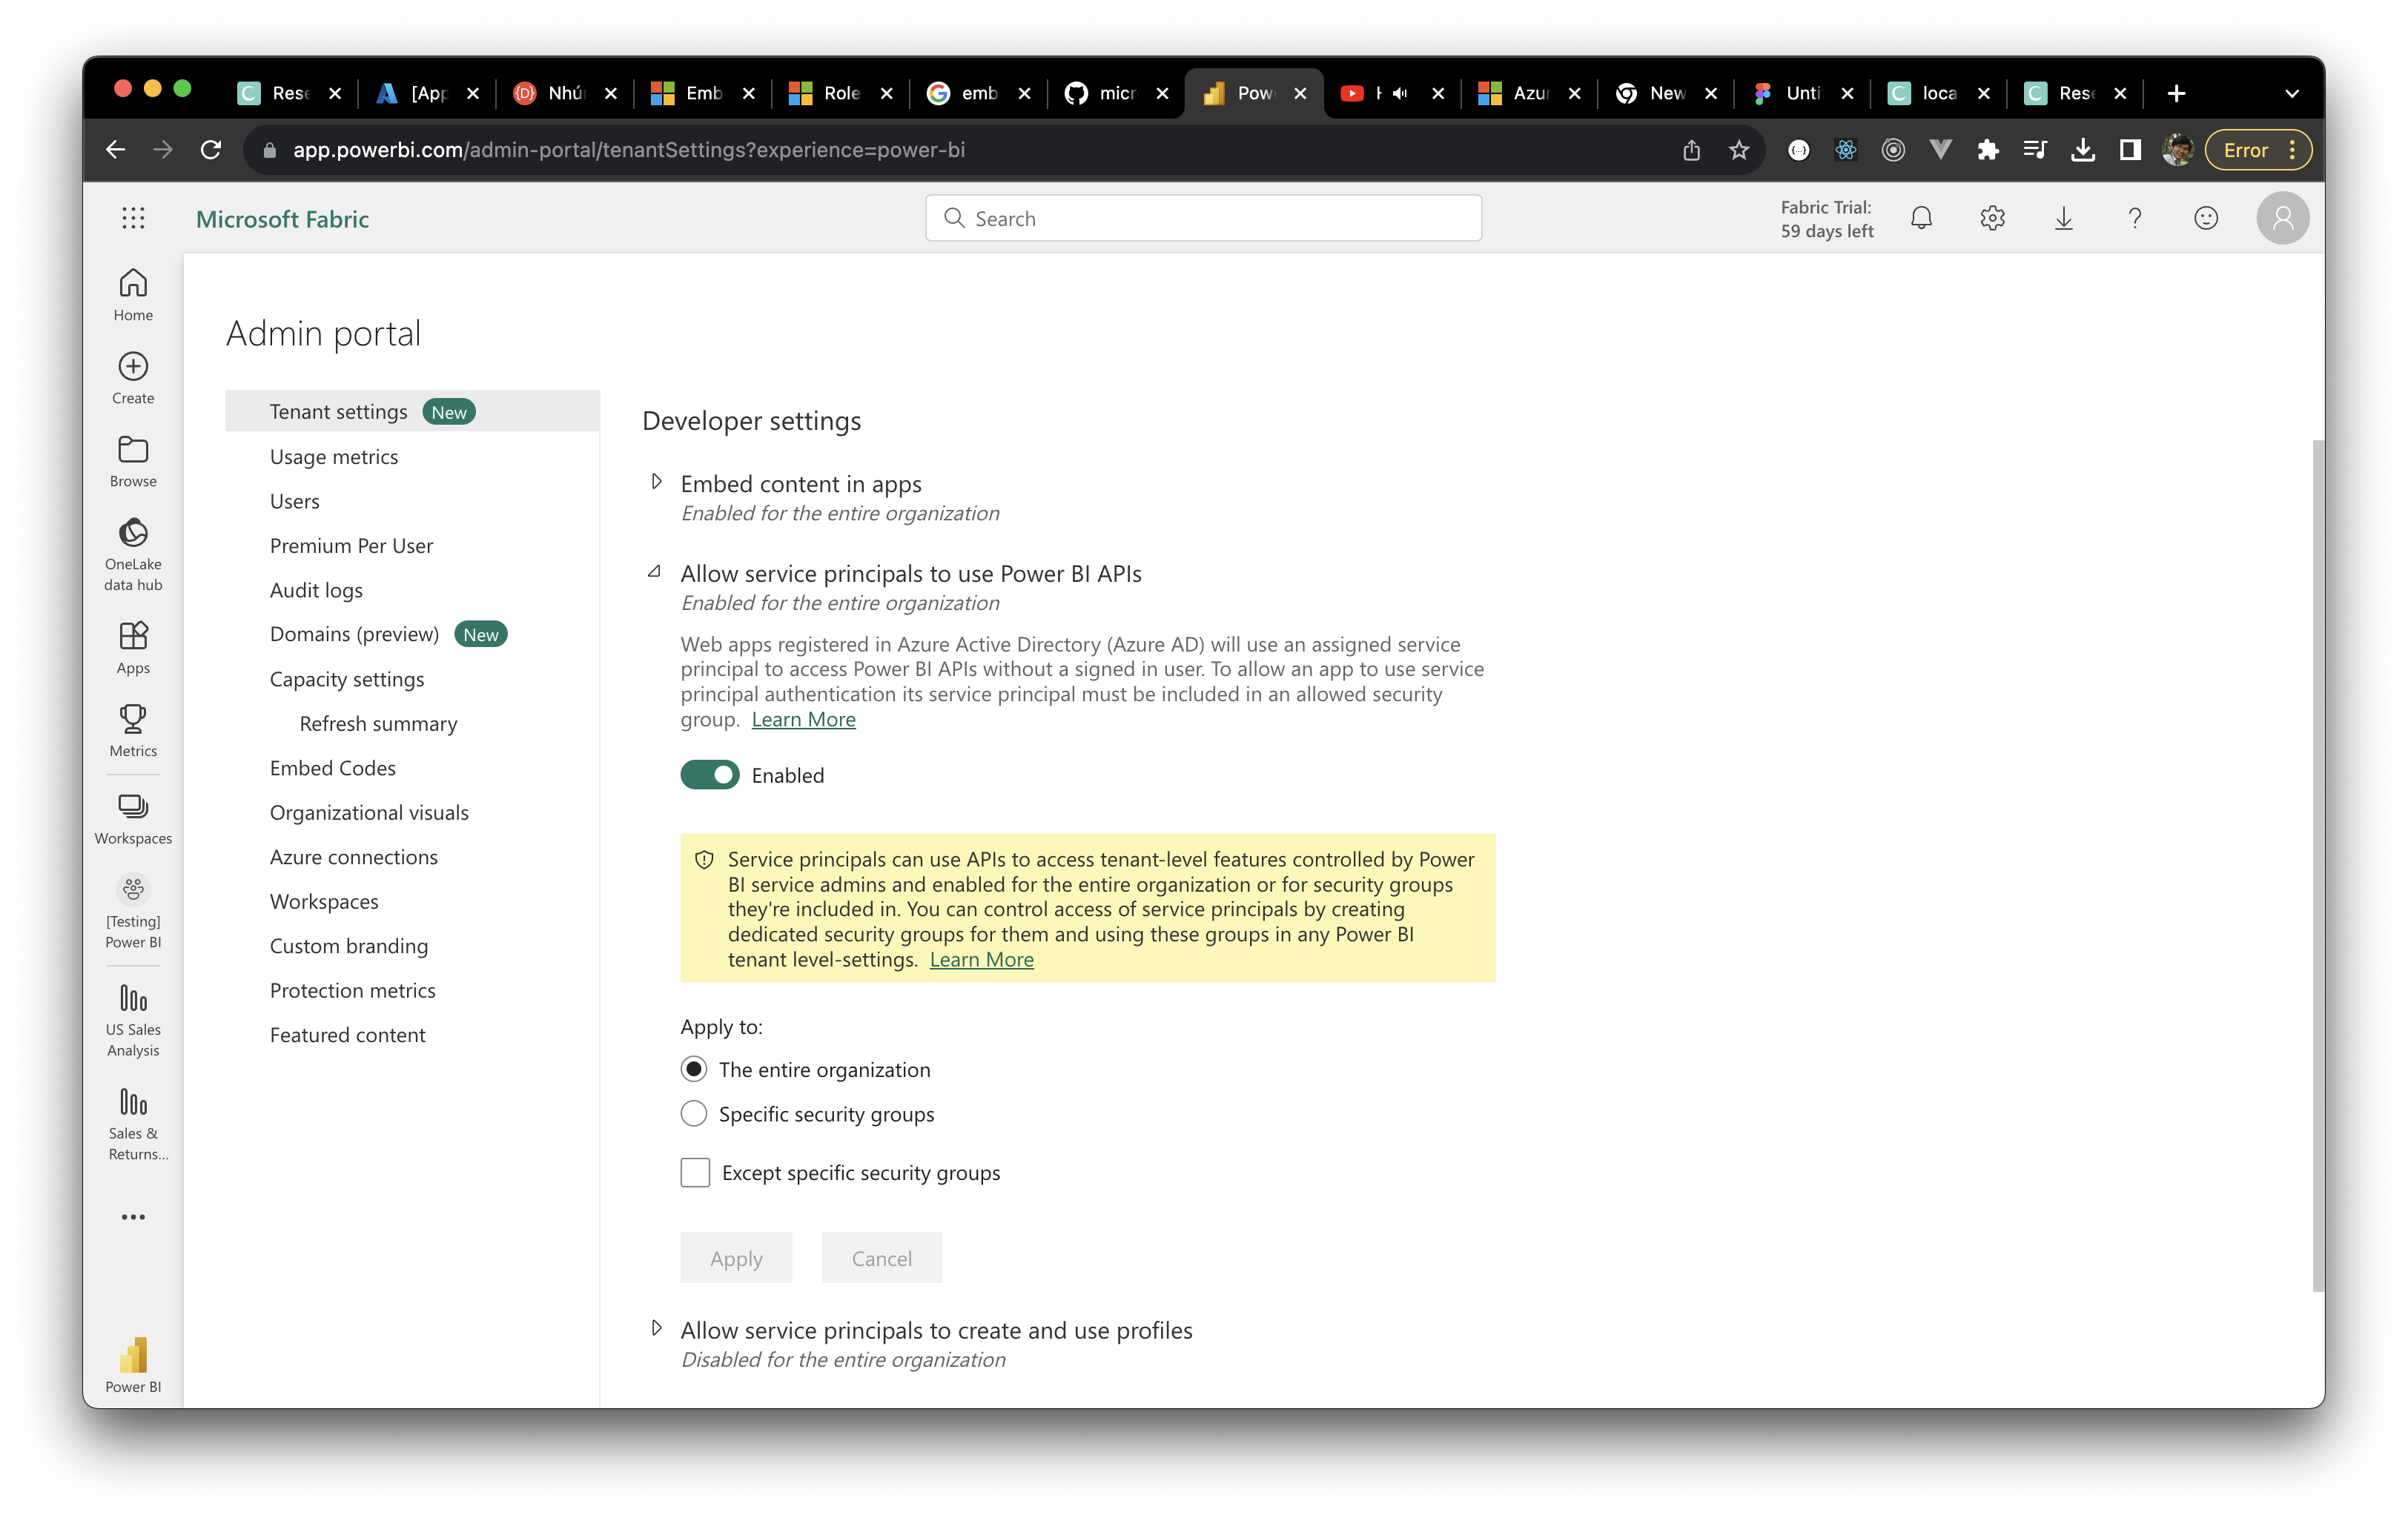 Rese
[App
Nhú
Emb
Role
emb
micr
Pow
Azu
New
Unti
loca
Rese
app.powerbi.com/admin-portal/tenantSettings?experience=power-bi
Error
Microsoft Fabric
Search
Fabric Trial:
59 days left
Home
Create
Browse
OneLake
data hub
Apps
Metrics
Workspaces
[Testing]
Power BI
US Sales
Analysis
Sales &
Returns...
Power BI
Admin portal
Tenant settings New
Usage metrics
Users
Premium Per User
Audit logs
Domains (preview) New
Capacity settings
Refresh summary
Embed Codes
Organizational visuals
Azure connections
Workspaces
Custom branding
Protection metrics
Featured content
Developer settings
Embed content in apps
Enabled for the entire organization
Allow service principals to use Power BI APIs
Enabled for the entire organization
Web apps registered in Azure Active Directory (Azure AD) will use an assigned service
principal to access Power BI APIs without a signed in user. To allow an app to use service
principal authentication its service principal must be included in an allowed security
group. Learn More
Enabled
Service principals can use APIs to access tenant-level features controlled by Power
BI service admins and enabled for the entire organization or for security groups
they're included in. You can control access of service principals by creating
dedicated security groups for them and using these groups in any Power BI
tenant level-settings. Learn More
Apply to:
The entire organization
Specific security groups
Except specific security groups
Apply
Cancel
Allow service principals to create and use profiles
Disabled for the entire organization